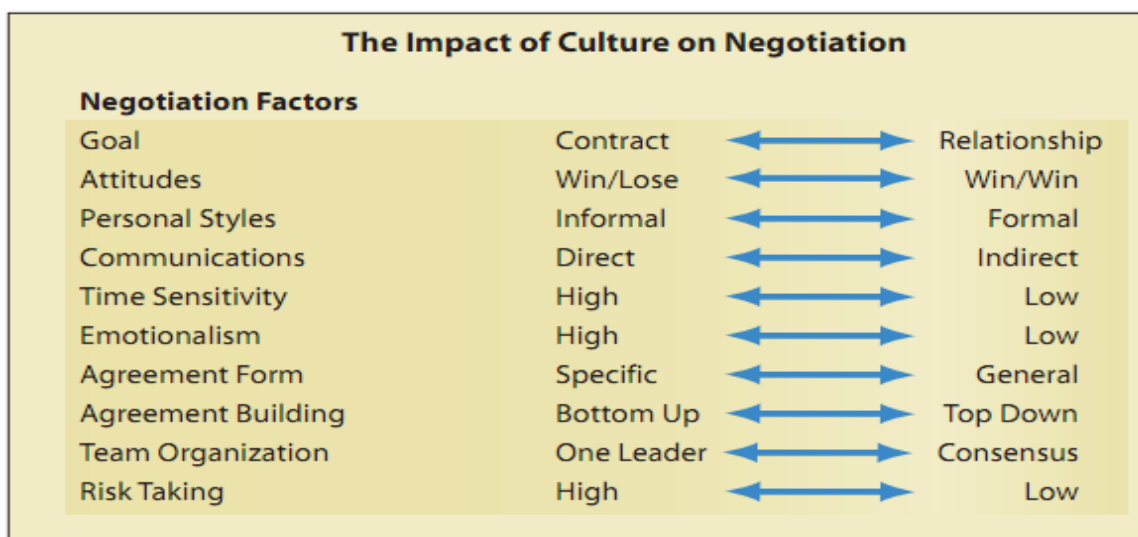 The Impact of Culture on Negotiation
Negotiation Factors
Goal Contract Relationship
Attitudes Win/Lose Win/Win
Personal Styles Informal Formal
Communications Direct Indirect
Time Sensitivity High Low
Emotionalism High Low
Agreement Form Specific General
Agreement Building Bottom Up Top Down
Team Organization One Leader Consensus
Risk Taking High Low